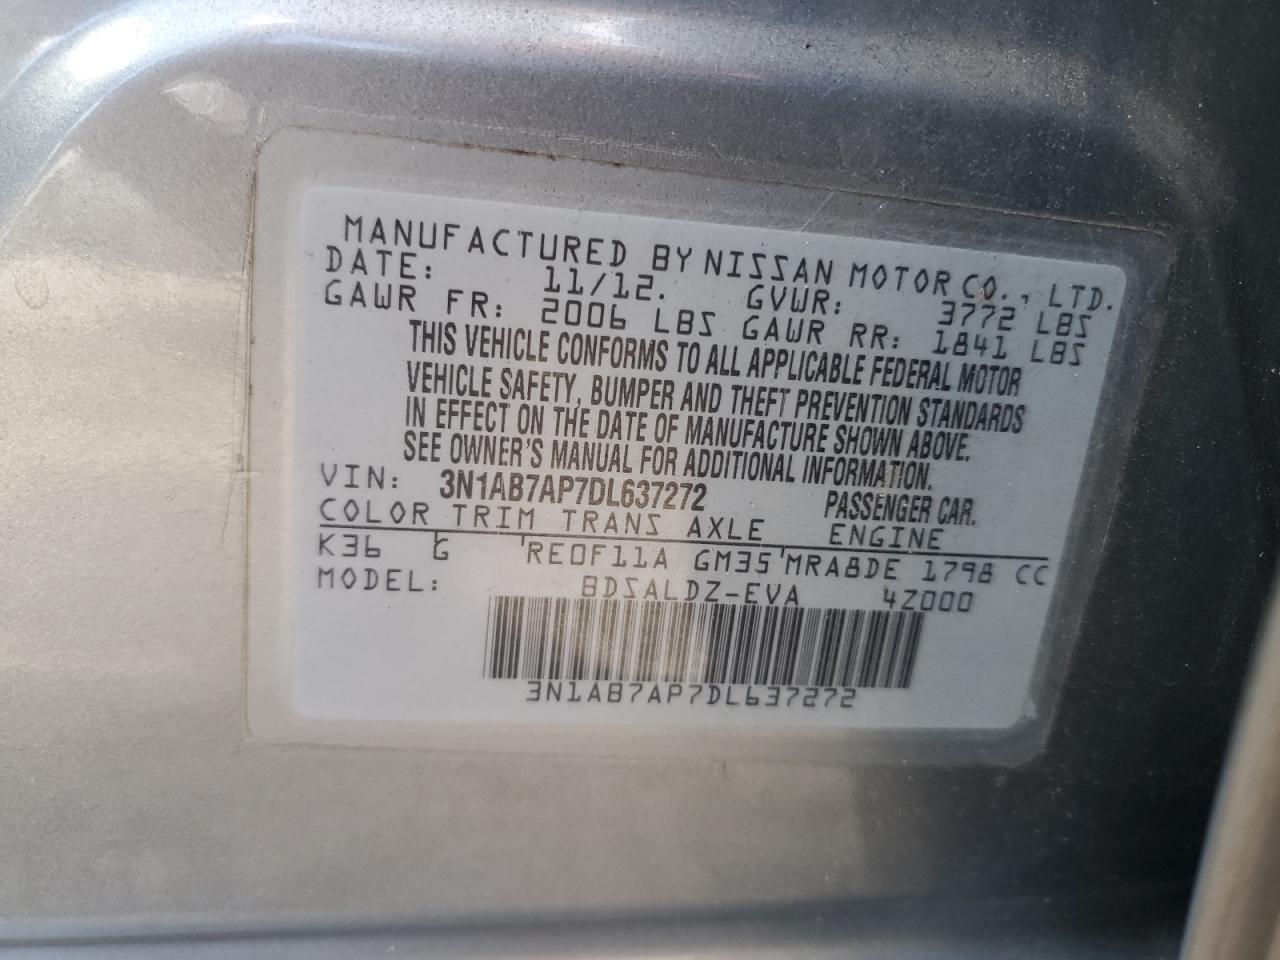 MANUFACTURED BY NISSAN MOTOR CO., LTD.
DATE: 11/12. GVWR: 3772 LBS
GAWR FR: 2006 LBS GAWR RR: 1841 LBS
THIS VEHICLE CONFORMS TO ALL APPLICABLE FEDERAL MOTOR
VEHICLE SAFETY, BUMPER AND THEFT PREVENTION STANDARDS
IN EFFECT ON THE DATE OF MANUFACTURE SHOWN ABOVE.
SEE OWNER'S MANUAL FOR ADDITIONAL INFORMATION.
VIN: 3N1AB7AP7DL637272 PASSENGER CAR.
COLOR TRIM TRANS AXLE ENGINE
K36 G RE0F11A GM35 MRA8DE 1798 CC
MODEL: BDSALDZ-EVA 4Z000
3N1AB7AP7DL637272